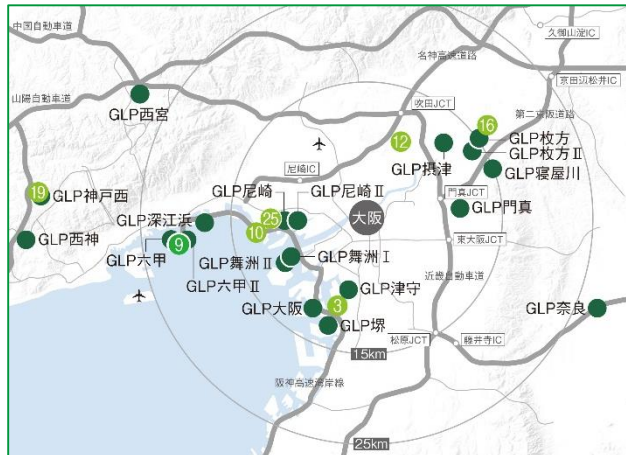 中国自動車道
久御山淀IC
名神高速道路
京田辺松井IC
山陽自動車道
吹田JCT
第二京阪道路
GLP西宮
16
12
GLP枚方
GLP摂津
GLP枚方Ⅱ
尼崎IC
GLP寝屋川
19
GLP神戸西
GLP尼崎
GLP尼崎Ⅱ
門真JCT
GLP深江浜
25
大阪
GLP門真
GLP西神
9
10
東大阪JCT
GLP六甲
GLP舞洲Ⅱ
GLP舞洲Ⅰ
近畿自動車道
GLP六甲Ⅱ
GLP津守
GLP大阪
3
GLP奈良
GLP堺
松原JCT
藤井寺IC
15km
阪神高速湾岸線
25km